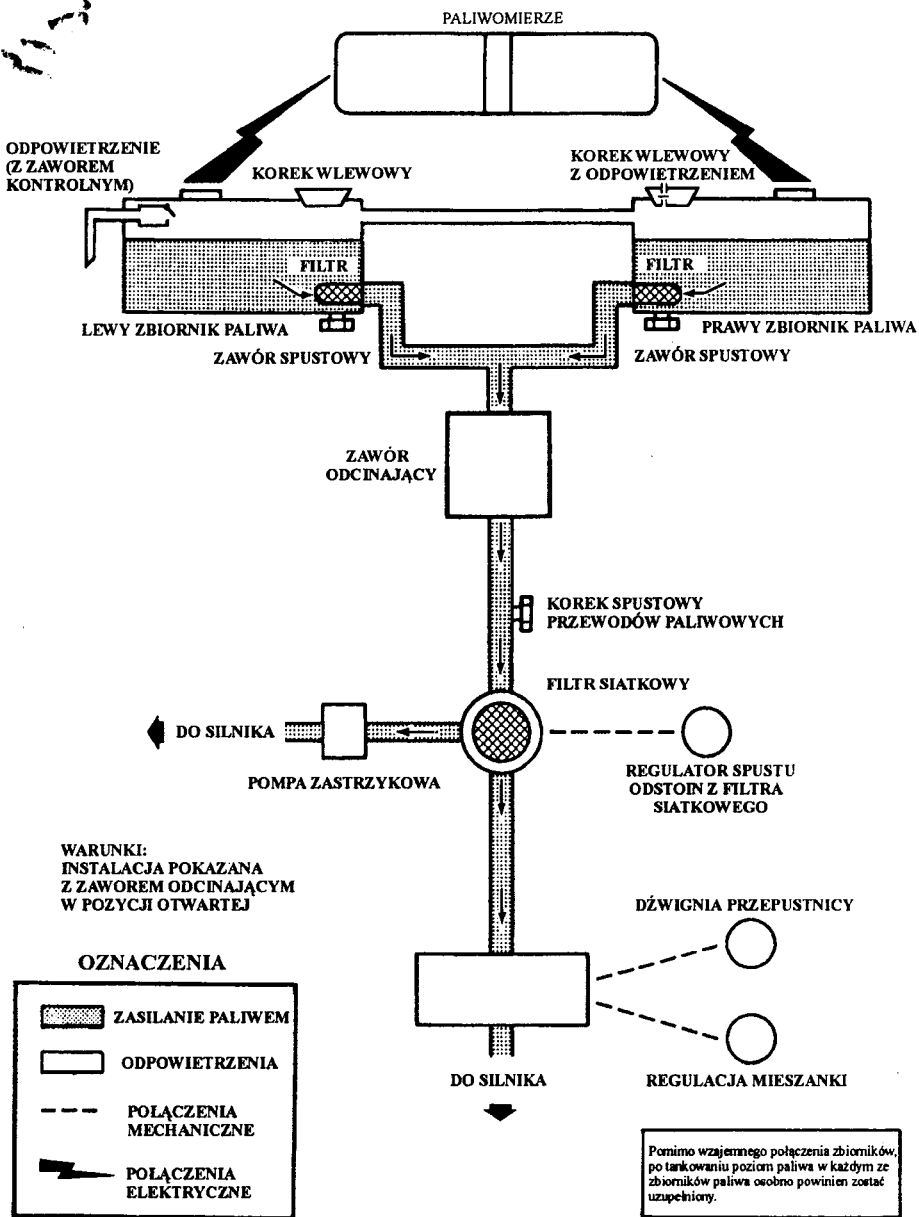 PALIWOMIERZE
ODPOWIETRZENIE
(Z ZAWOREM
KONTROLNYM)
KOREK WLEWOWY
KOREK WLEWOWY
Z ODPOWIETRZENIEM
FILTR
FILTR
LEWY ZBIORNIK PALIWA
PRAWY ZBIORNIK PALIWA
ZAWÓR SPUSTOWY
ZAWÓR SPUSTOWY
ZAWÓR
ODCINAJĄCY
KOREK SPUSTOWY
PRZEWODÓW PALIWOWYCH
FILTR SIATKOWY
DO SILNIKA
POMPA ZASTRZYKOWA
REGULATOR SPUSTU
ODSTOIN Z FILTRA
SIATKOWEGO
WARUNKI:
INSTALACJA POKAZANA
Z ZAWOREM ODCINAJĄCYM
W POZYCJI OTWARTEJ
DŹWIGNIA PRZEPUSTNICY
OZNACZENIA
ZASILANIE PALIWEM
ODPOWIETRZENIA
POŁĄCZENIA
MECHANICZNE
POŁĄCZENIA
ELEKTRYCZNE
DO SILNIKA
REGULACJA MIESZANKI
Pomimo wzajemnego połączenia zbiorników,
po tankowaniu poziom paliwa w każdym ze
zbiorników paliwa osobno powinien zostać
uzupełniony.